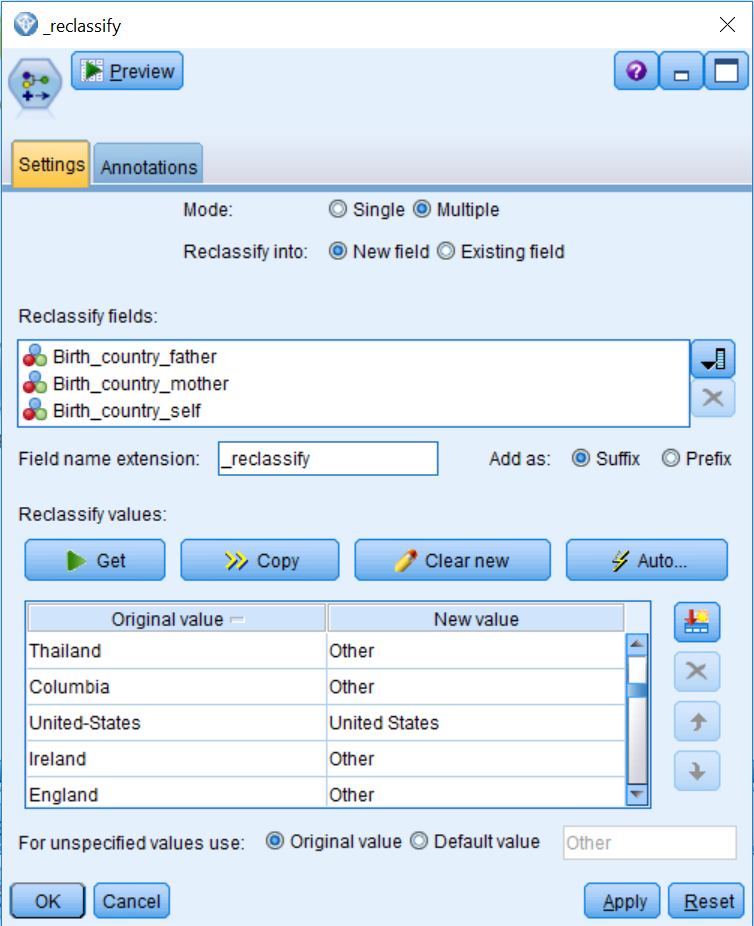 _reclassify
Preview
Settings Annotations
Mode: Single Multiple
Reclassify into: New field Existing field
Reclassify fields:
Birth_country_father
Birth_country_mother
Birth_country_self
Field name extension: _reclassify Add as: Suffix Prefix
Reclassify values:
Get Copy Clear new Auto...
Original value New value
Thailand Other
Columbia Other
United-States United States
Ireland Other
England Other
For unspecified values use: Original value Default value Other
OK Cancel Apply Reset